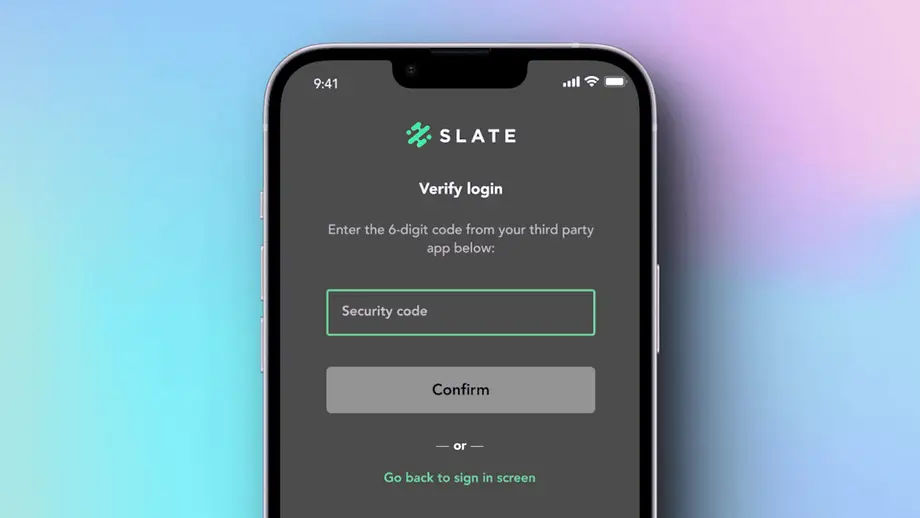 9:41
SLATE
Verify login
Enter the 6-digit code from your third party
app below:
Security code
Confirm
— or —
Go back to sign in screen